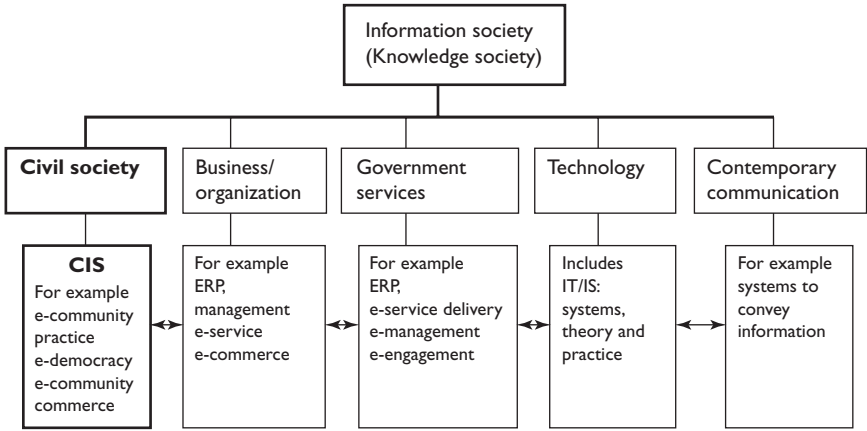 Information society
(Knowledge society)
Civil society
Business/
organization
Government
services
Technology
Contemporary
communication
CIS
For example
e-community
practice
e-democracy
e-community
commerce
For example
ERP,
management
e-service
e-commerce
For example
ERP,
e-service delivery
e-management
e-engagement
Includes
IT/IS:
systems,
theory and
practice
For example
systems to
convey
information